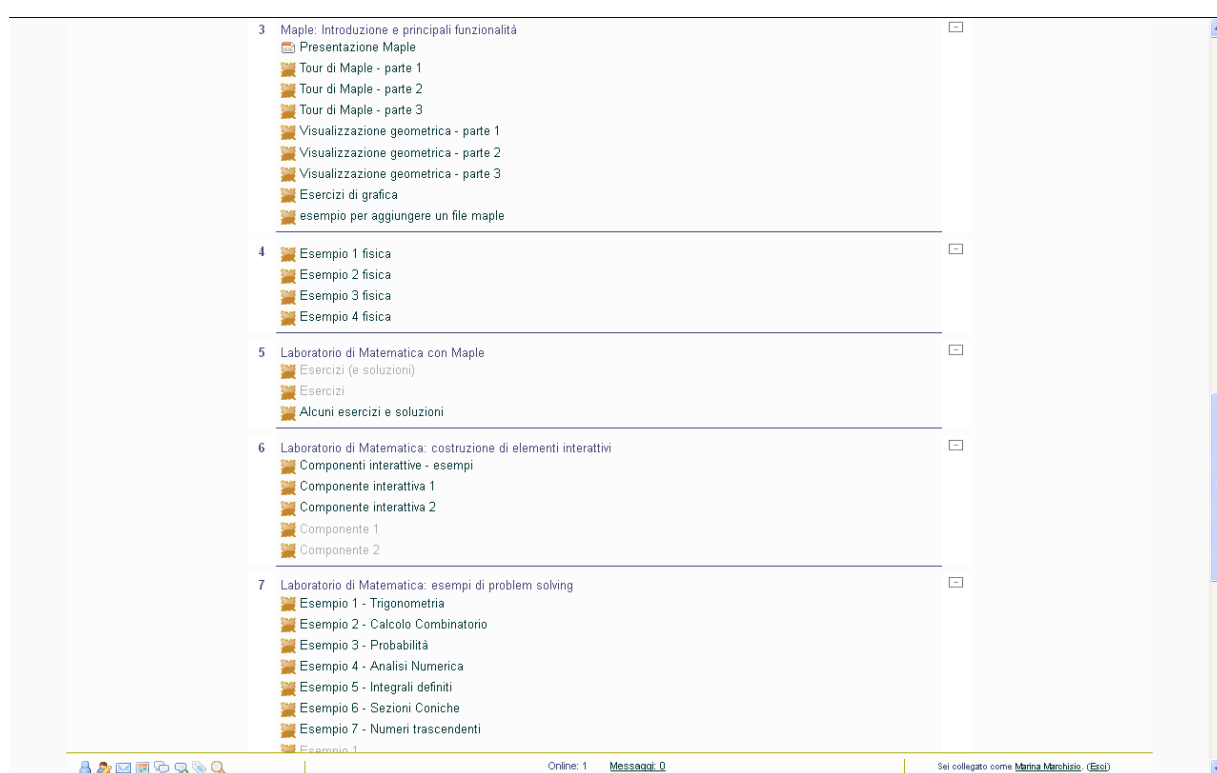 3 Maple: Introduzione e principali funzionalità
Presentazione Maple
Tour di Maple - parte 1
Tour di Maple - parte 2
Tour di Maple - parte 3
Visualizzazione geometrica - parte 1
Visualizzazione geometrica - parte 2
Visualizzazione geometrica - parte 3
Esercizi di grafica
esempio per aggiungere un file maple
4 Esempio 1 fisica
Esempio 2 fisica
Esempio 3 fisica
Esempio 4 fisica
5 Laboratorio di Matematica con Maple
Esercizi (e soluzioni)
Esercizi
Alcuni esercizi e soluzioni
6 Laboratorio di Matematica: costruzione di elementi interattivi
Componenti interattive - esempi
Componente interattiva 1
Componente interattiva 2
Componente 1
Componente 2
7 Laboratorio di Matematica: esempi di problem solving
Esempio 1 - Trigonometria
Esempio 2 - Calcolo Combinatorio
Esempio 3 - Probabilità
Esempio 4 - Analisi Numerica
Esempio 5 - Integrali definiti
Esempio 6 - Sezioni Coniche
Esempio 7 - Numeri trascendenti
Esempio 1
Online: 1 Messaggi: 0 Sei collegato come Marina Marchisio. (Esci)